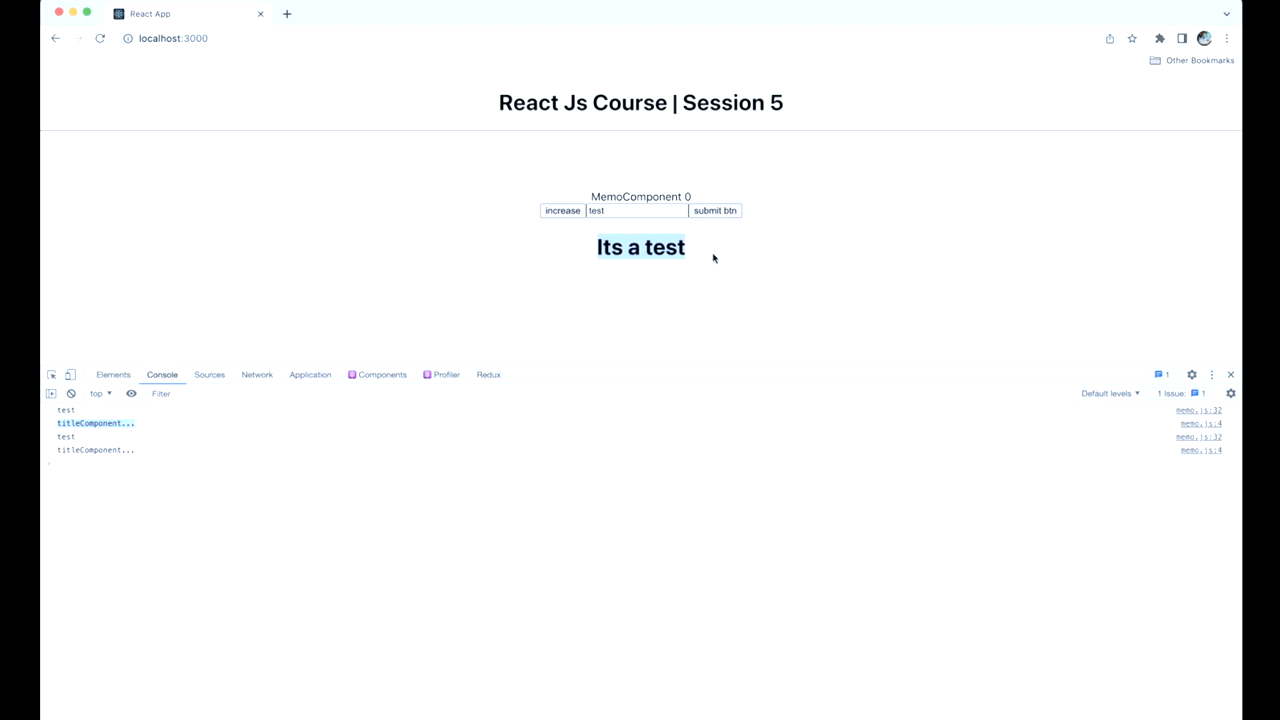 React App
localhost:3000
Other Bookmarks
React Js Course | Session 5
MemoComponent 0
increase test submit btn
Its a test
Elements Console Sources Network Application Components Profiler Redux 1
top Filter Default levels 1 Issue: 1
test memo.js:32
titleComponent... memo.js:4
test memo.js:32
titleComponent... memo.js:4